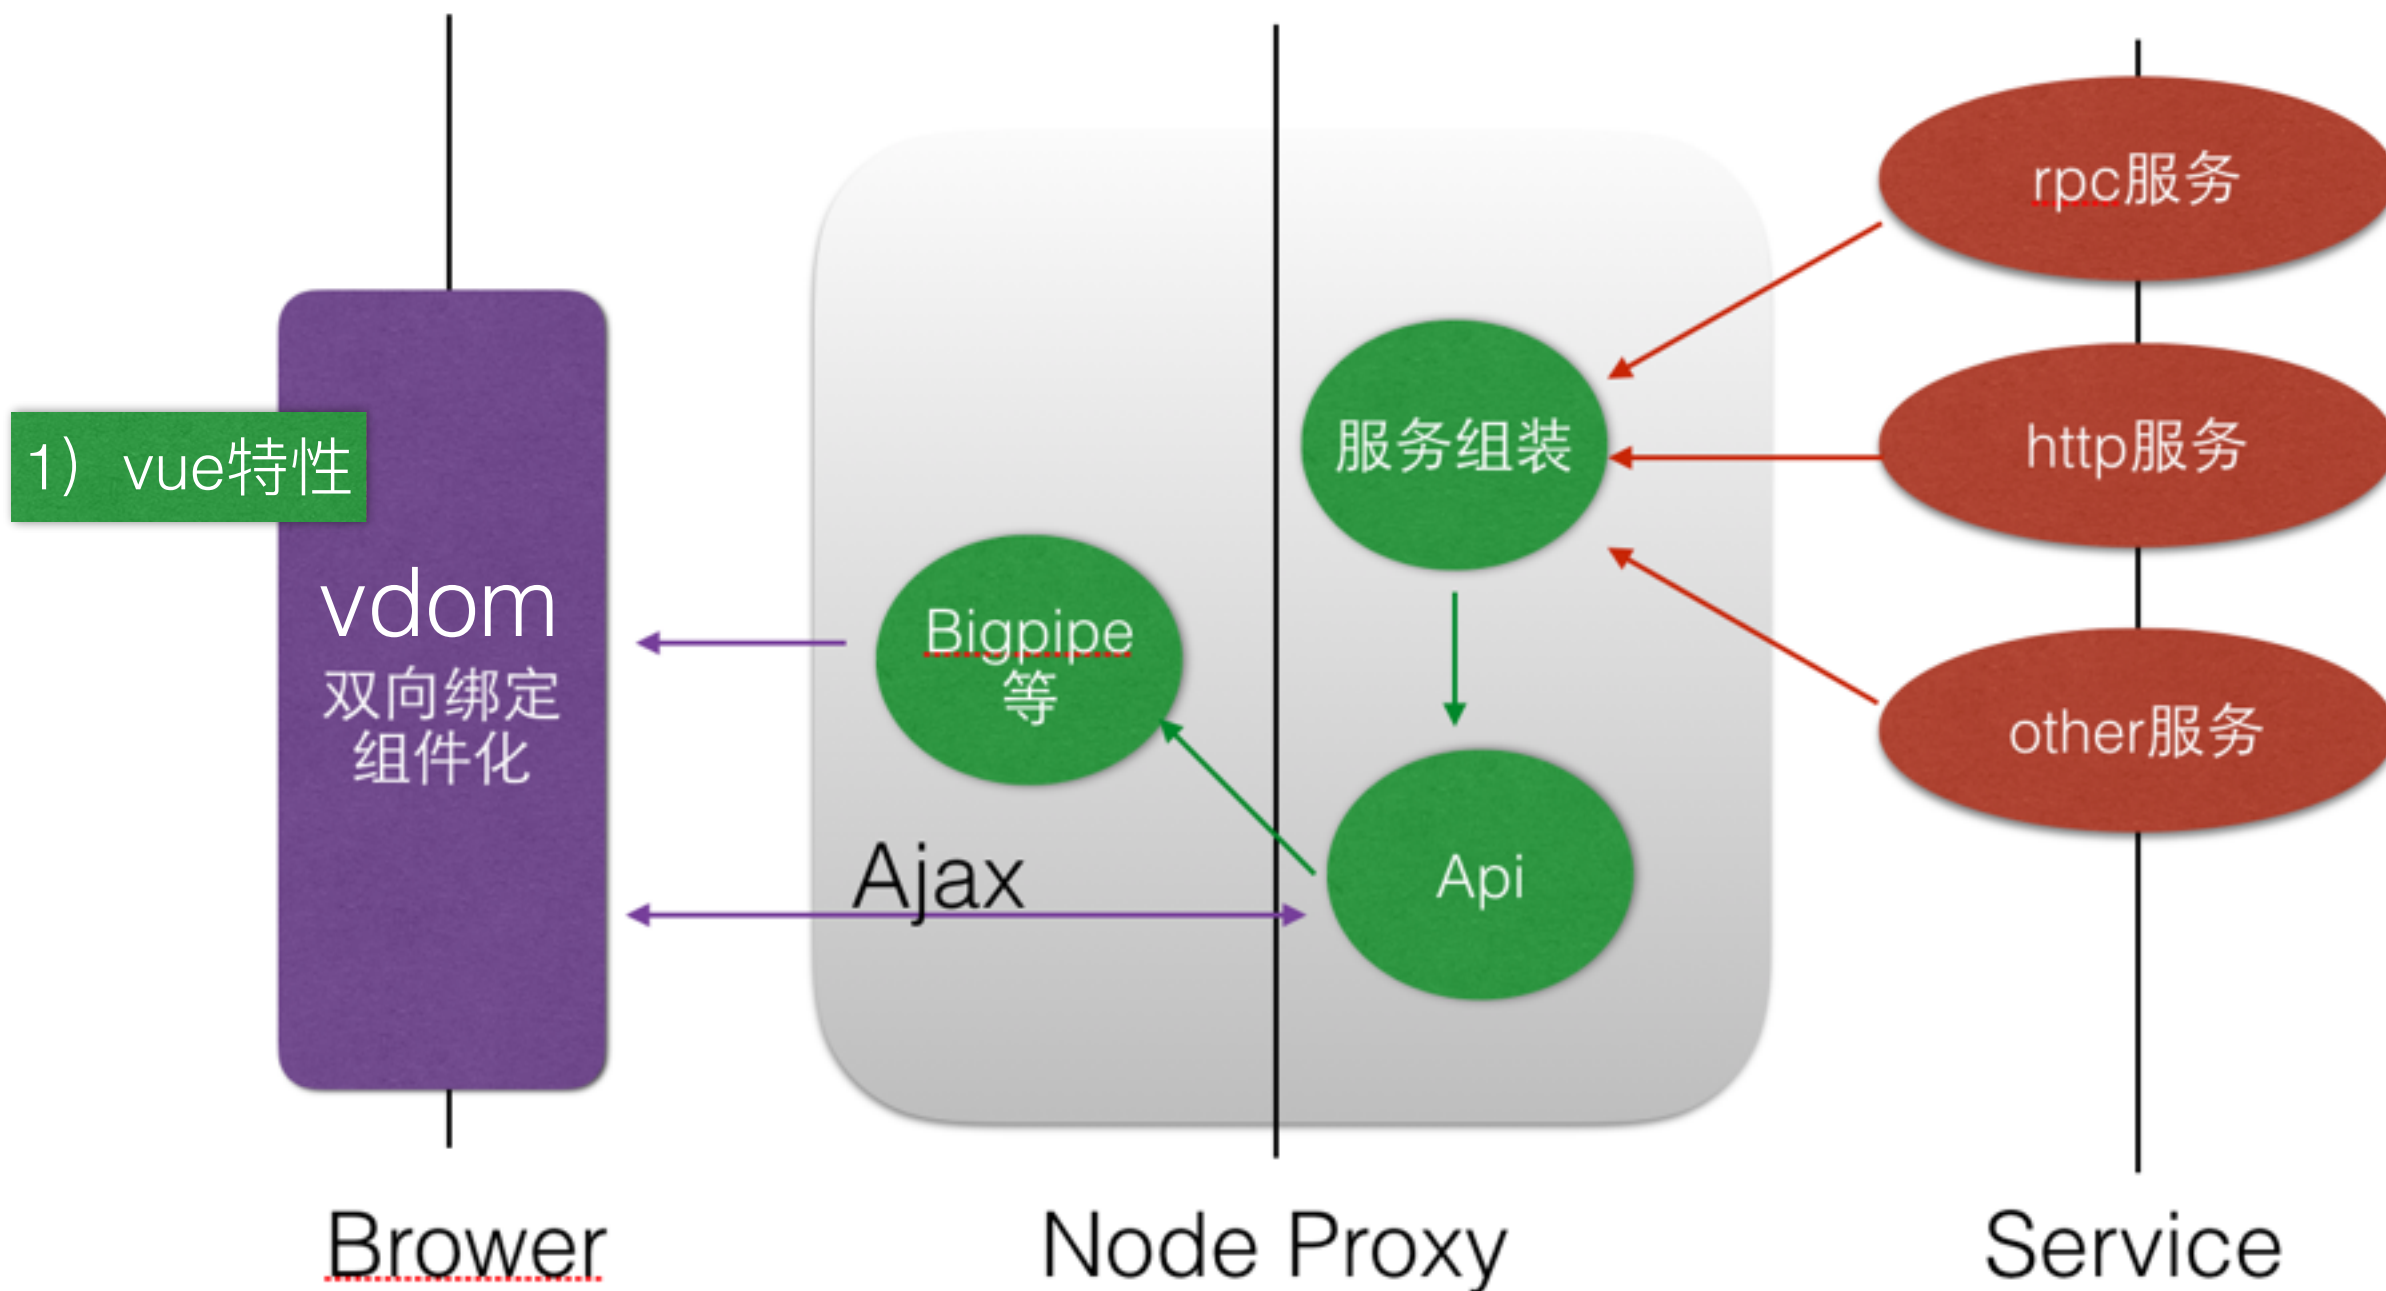 1） vue特性
vdom
双向绑定
组件化
Bigpipe
等
Ajax
服务组装
Api
rpc服务
http服务
other服务
Brower
Node Proxy
Service